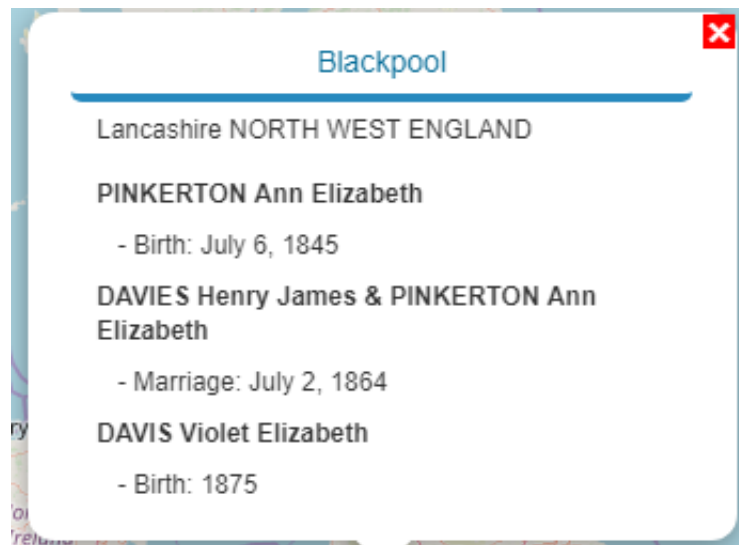 Blackpool
Lancashire NORTH WEST ENGLAND
PINKERTON Ann Elizabeth
- Birth: July 6, 1845
DAVIES Henry James & PINKERTON Ann
Elizabeth
- Marriage: July 2, 1864
DAVIS Violet Elizabeth
- Birth: 1875